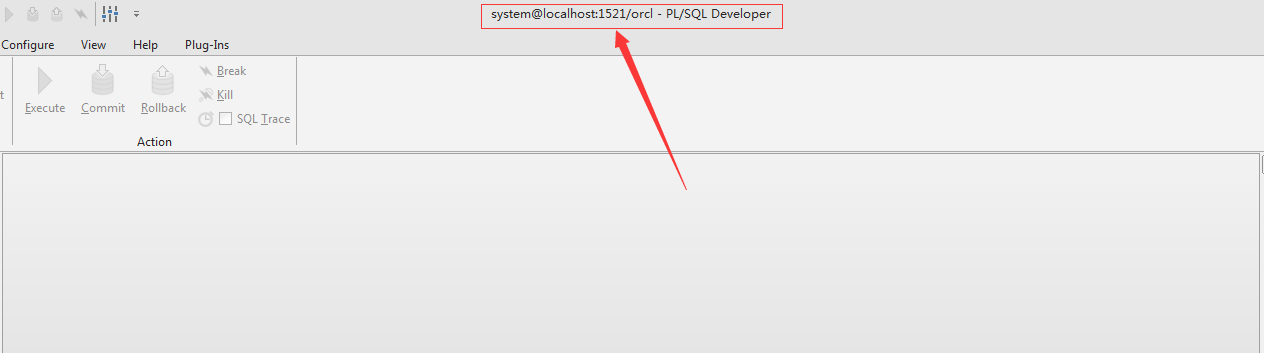 system@localhost:1521/orcl - PL/SQL Developer
Configure View Help Plug-Ins
t
Execute Commit Rollback
Break
Kill
SQL Trace
Action